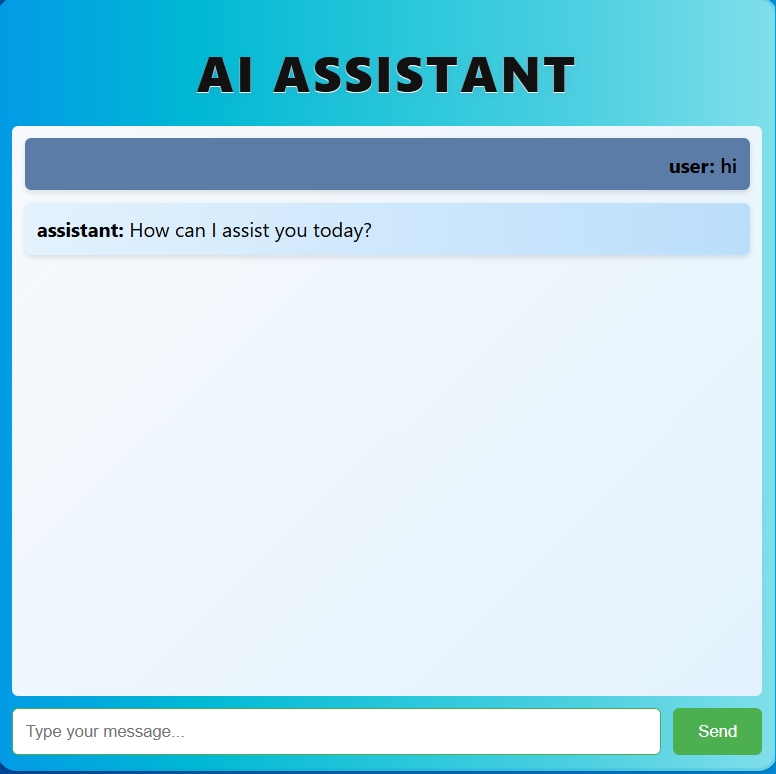 AI ASSISTANT
user: hi
assistant: How can I assist you today?
Type your message...
Send